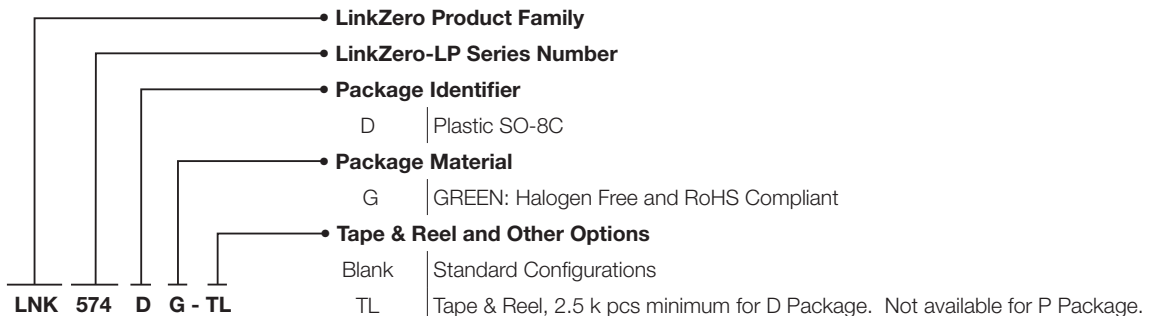 LinkZero Product Family
LinkZero-LP Series Number
Package Identifier
D Plastic SO-8C
Package Material
G GREEN: Halogen Free and RoHS Compliant
Tape & Reel and Other Options
Blank Standard Configurations
TL Tape & Reel, 2.5 k pcs minimum for D Package. Not available for P Package.
LNK 574 D G - TL